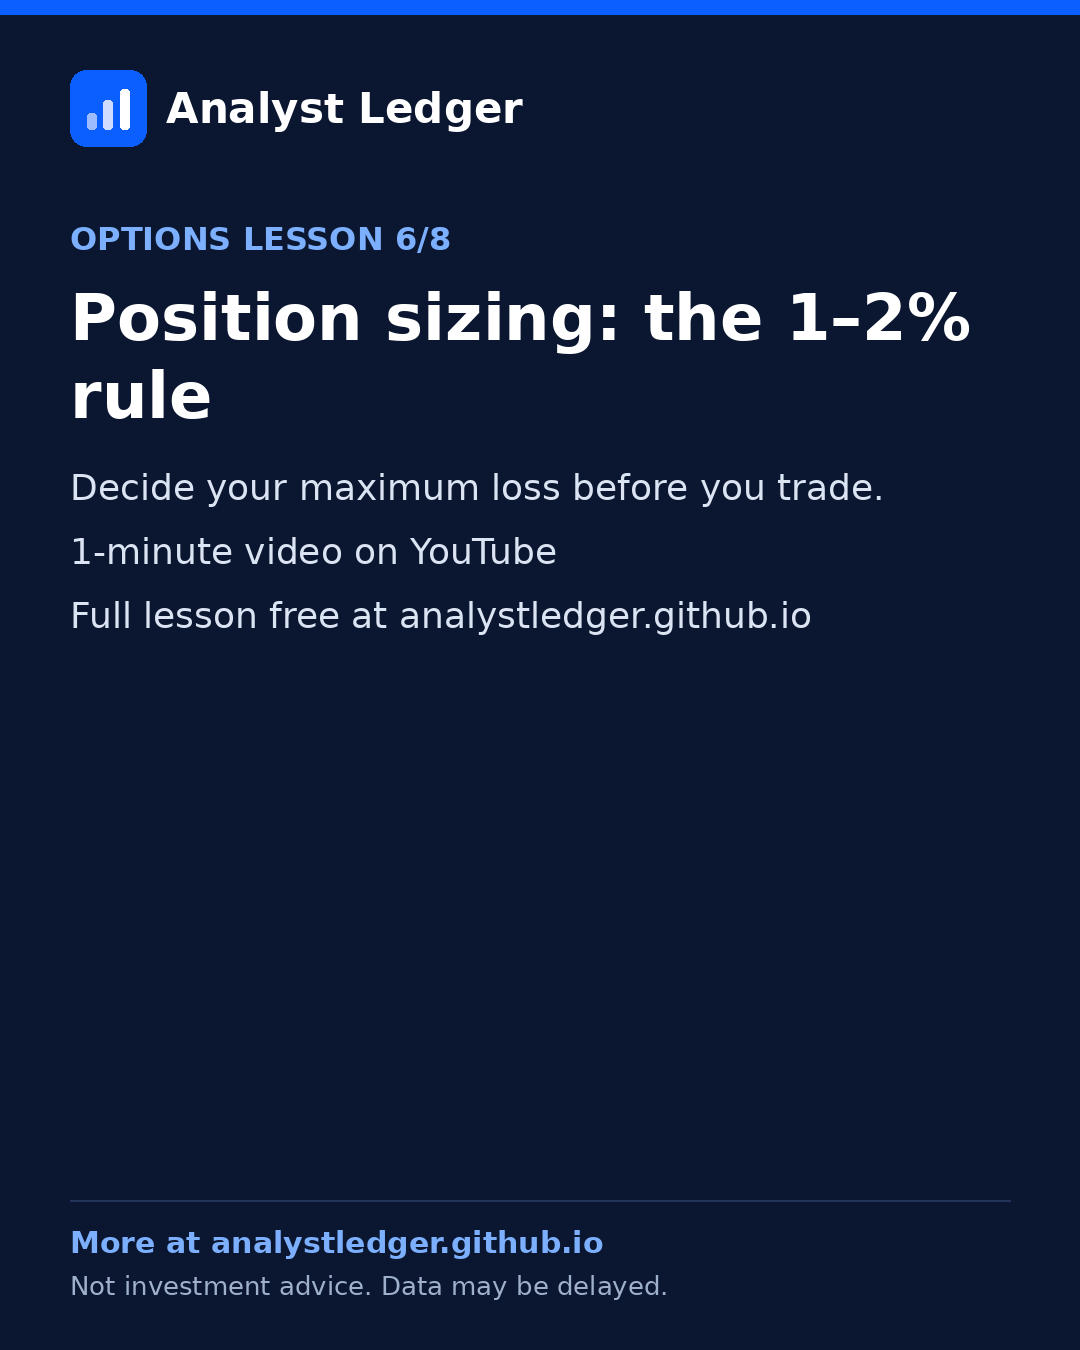 Analyst Ledger
OPTIONS LESSON 6/8
Position sizing: the 1–2%
rule
Decide your maximum loss before you trade.
1-minute video on YouTube
Full lesson free at analystledger.github.io
More at analystledger.github.io
Not investment advice. Data may be delayed.